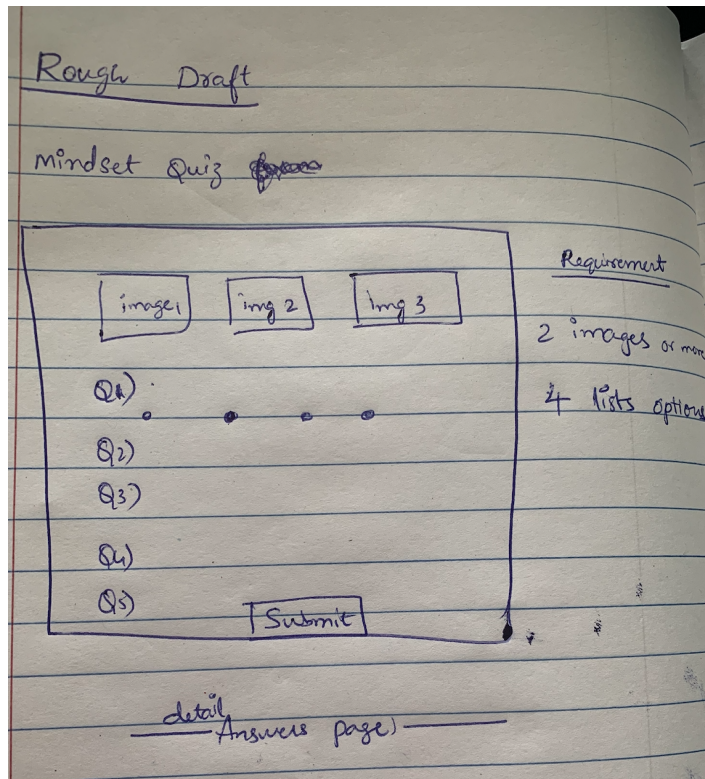 Rough Draft
Mindset Quiz
Requirement
image1 img 2 img 3
2 images or more
Q1)
4 lists options
Q2)
Q3)
Q4)
Q5)
Submit
detail
Answers page)